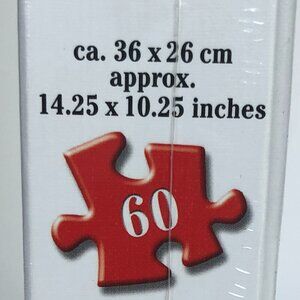 ca. 36 x 26 cm
approx.
14.25 x 10.25 inches
60